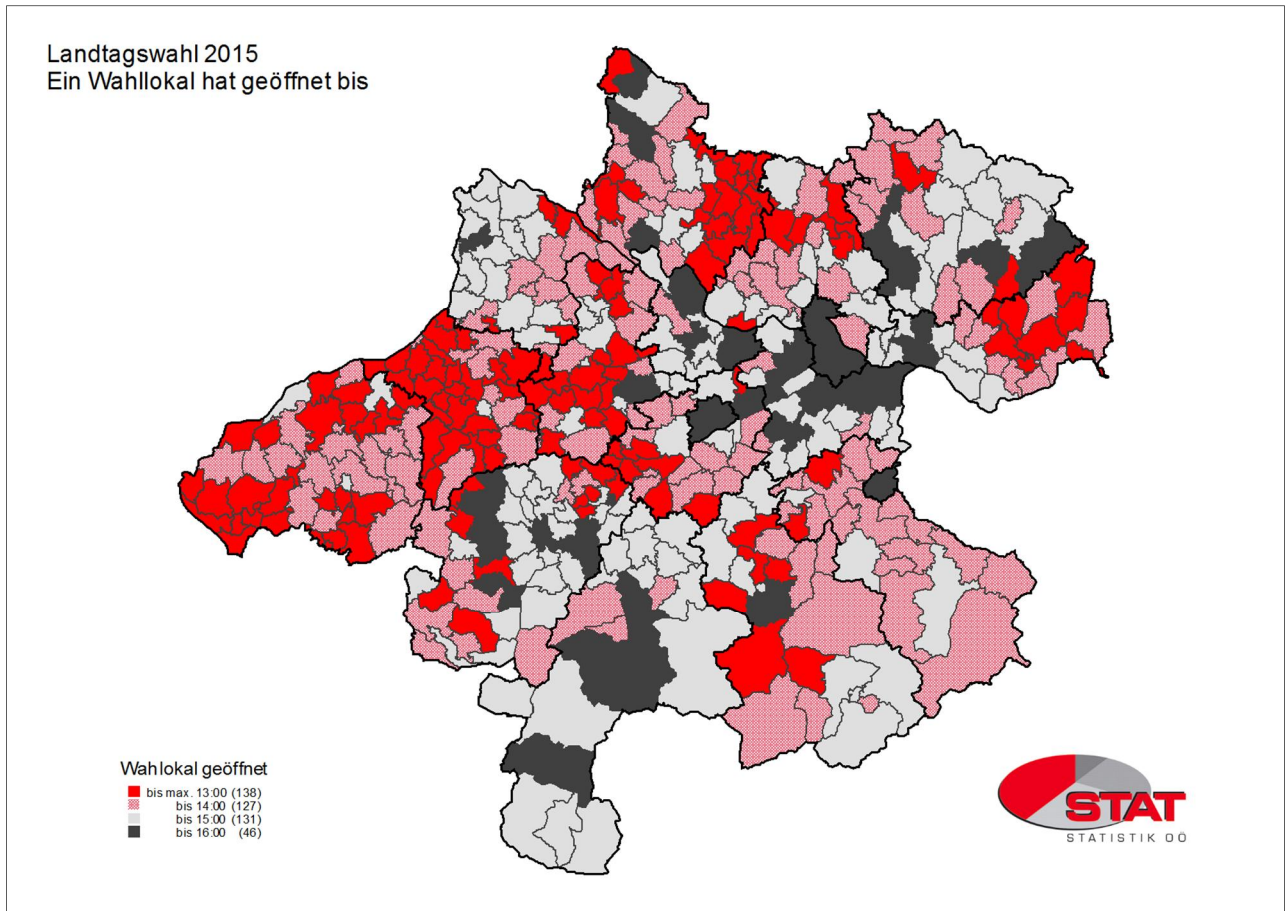 Landtagswahl 2015
Ein Wahllokal hat geöffnet bis
Wahlokal geöffnet
bis max. 13:00 (138)
bis 14:00 (127)
bis 15:00 (131)
bis 16:00 (46)
STAT
STATISTIK OÖ